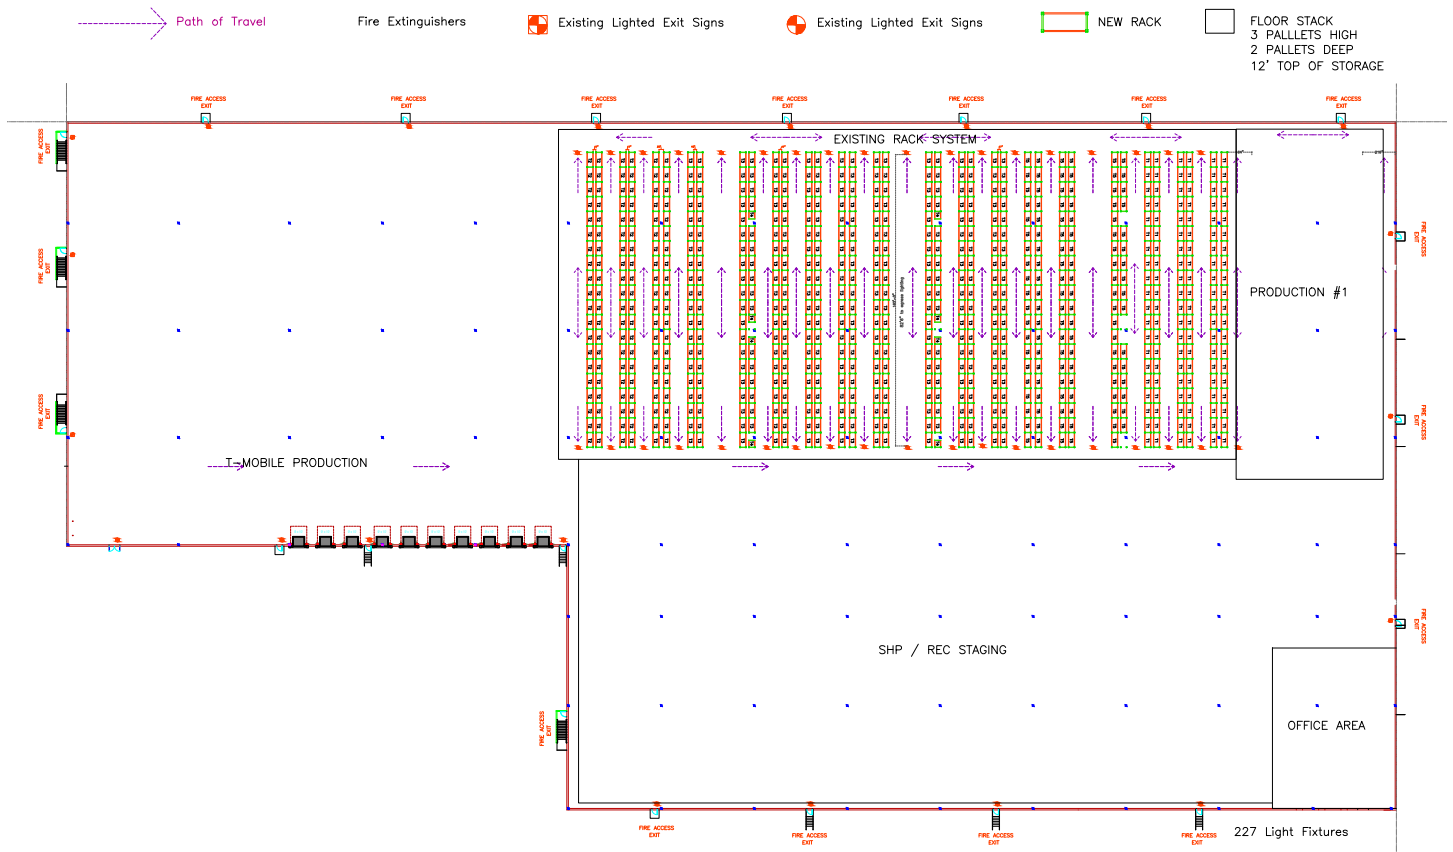 Path of Travel
Fire Extinguishers
Existing Lighted Exit Signs
Existing Lighted Exit Signs
NEW RACK
FLOOR STACK
3 PALLLETS HIGH
2 PALLETS DEEP
12' TOP OF STORAGE
FIRE ACCESS
EXIT
FIRE ACCESS
EXIT
FIRE ACCESS
EXIT
FIRE ACCESS
EXIT
FIRE ACCESS
EXIT
FIRE ACCESS
EXIT
FIRE ACCESS
EXIT
FIRE ACCESS
EXIT
EXISTING RACK SYSTEM
FIRE ACCESS
EXIT
FIRE ACCESS
EXIT
PRODUCTION #1
FIRE ACCESS
EXIT
FIRE ACCESS
EXIT
T-MOBILE PRODUCTION
FIRE ACCESS
EXIT
SHP / REC STAGING
FIRE ACCESS
EXIT
OFFICE AREA
FIRE ACCESS
EXIT
FIRE ACCESS
EXIT
FIRE ACCESS
EXIT
FIRE ACCESS
EXIT
227 Light Fixtures